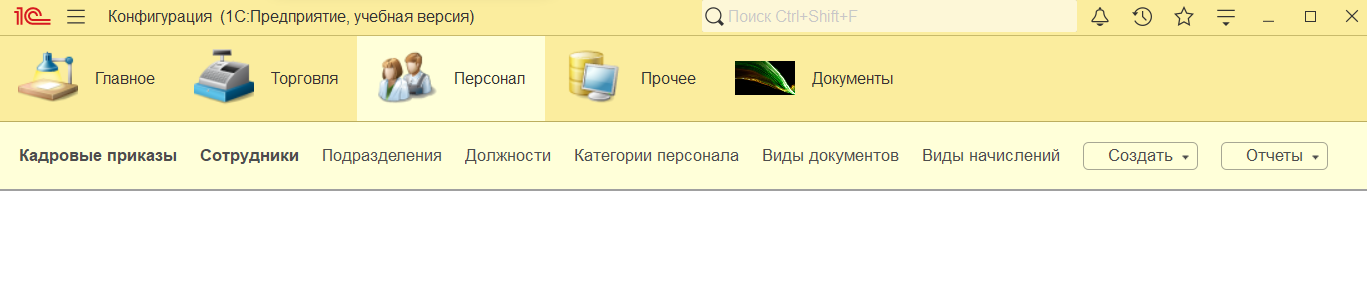 1С Конфигурация (1С:Предприятие, учебная версия) Поиск Ctrl+Shift+F
Главное Торговля Персонал Прочее Документы
Кадровые приказы Сотрудники Подразделения Должности Категории персонала Виды документов Виды начислений Создать Отчеты